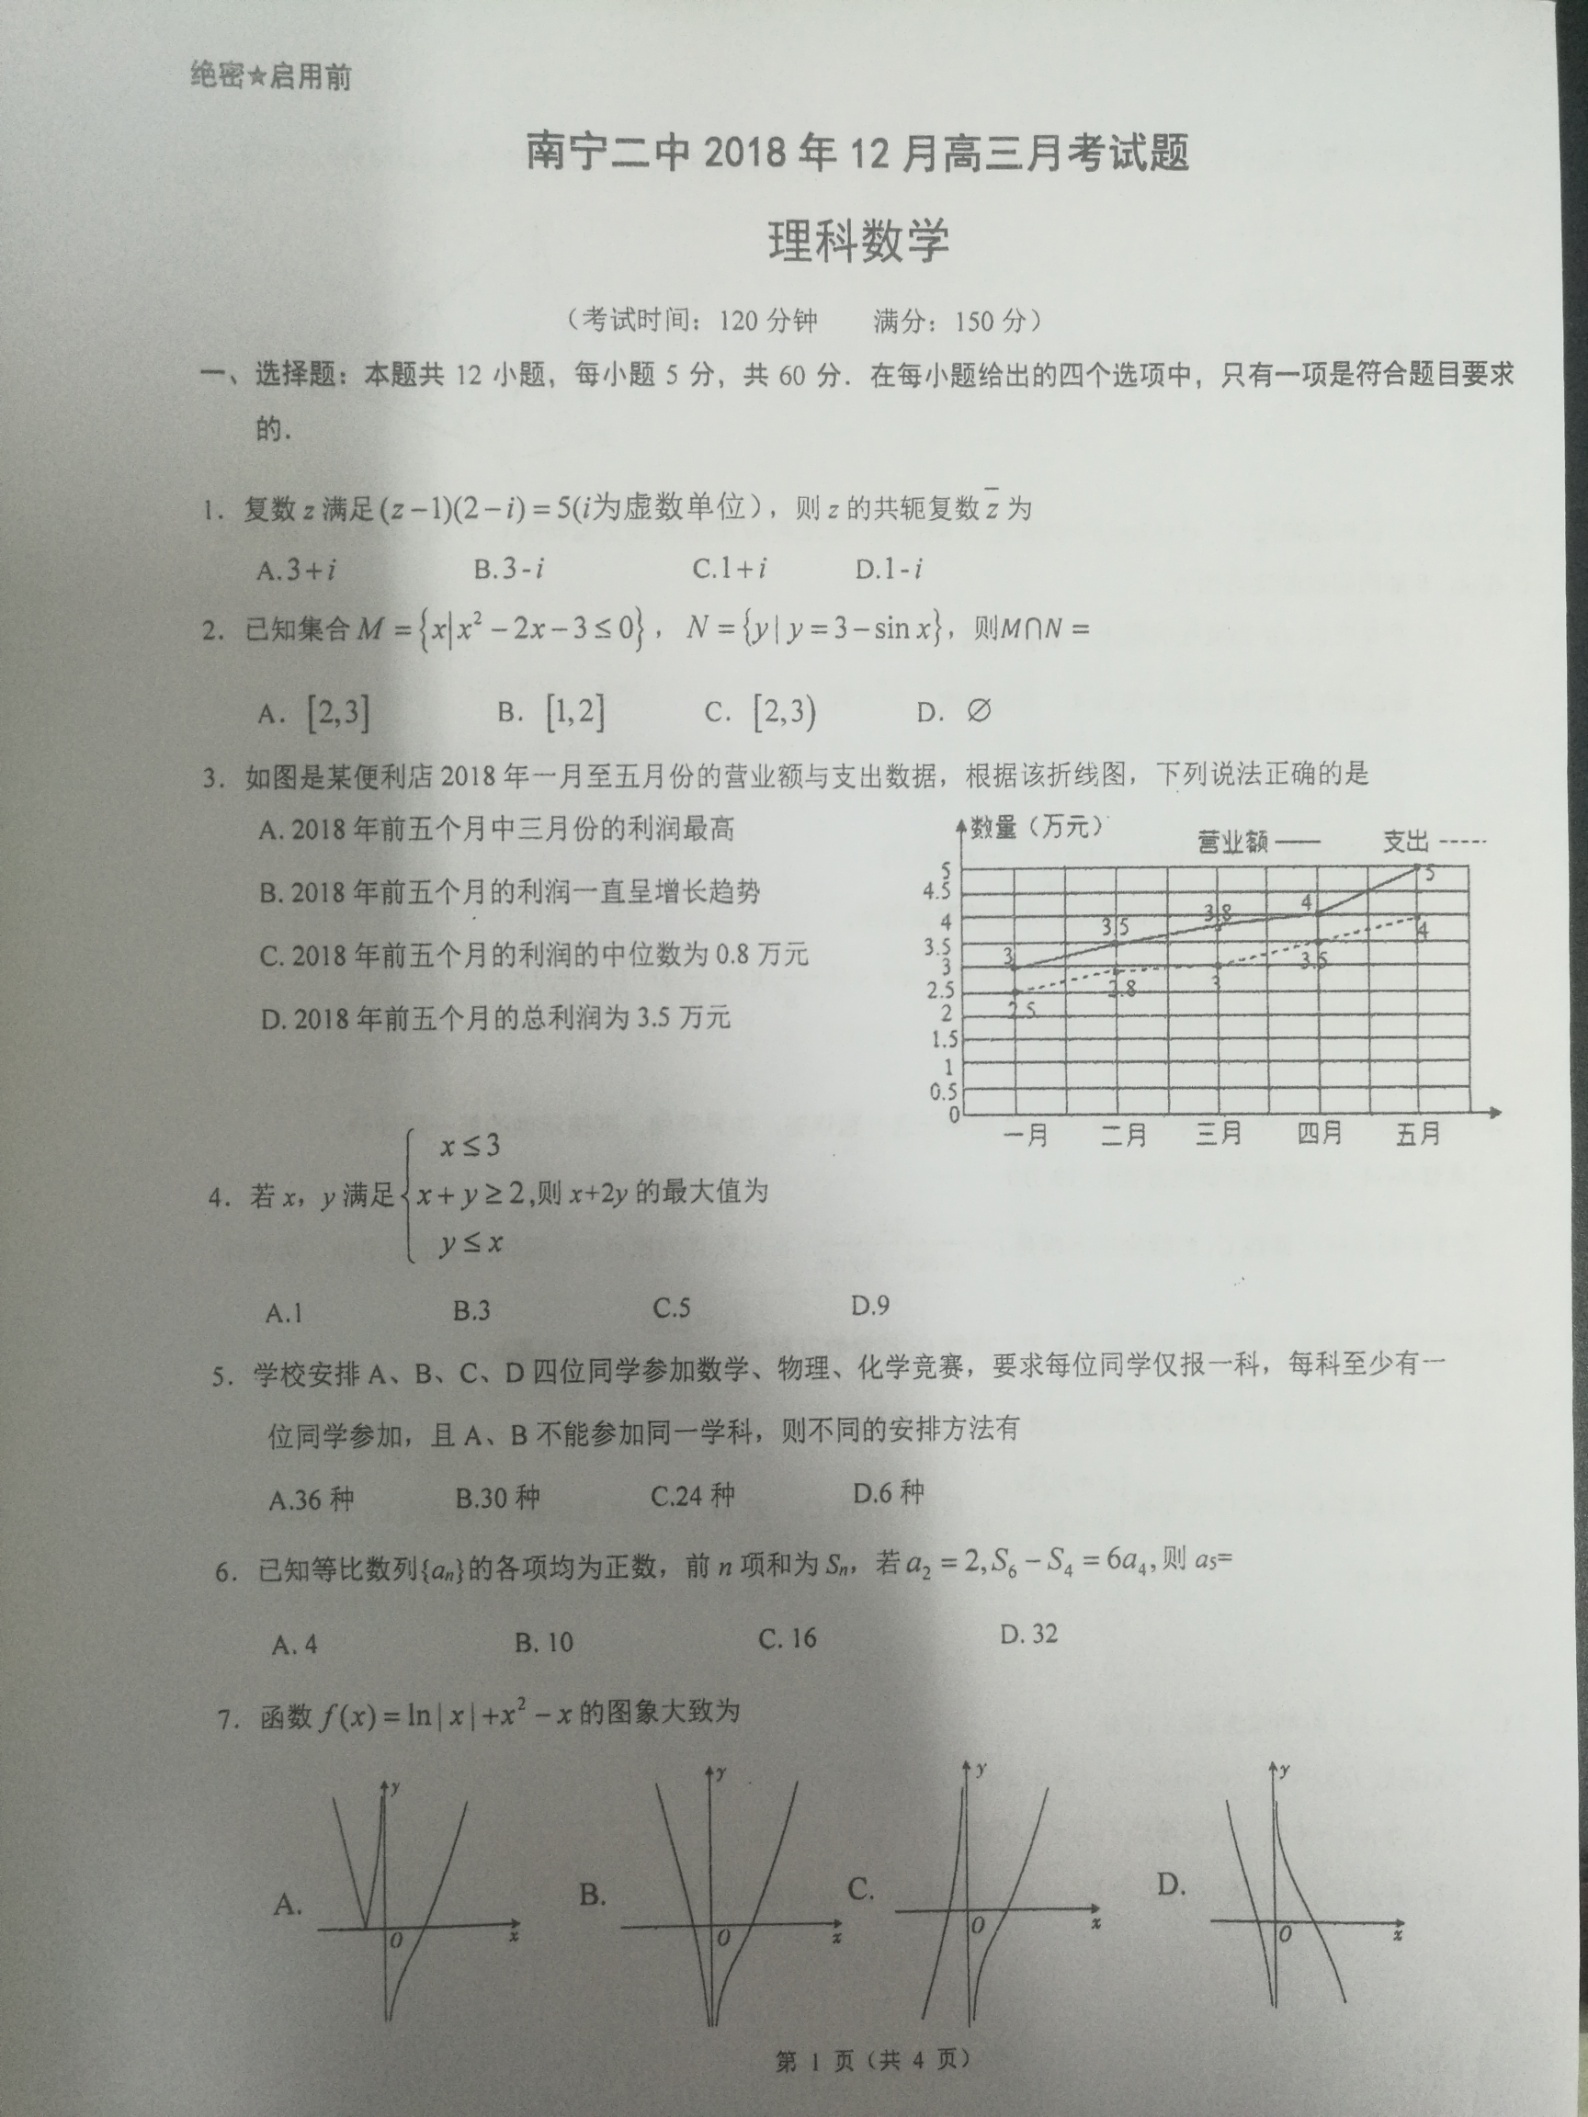 绝密★启用前
南宁二中 2018 年 12 月高三月考试题
理科数学
（考试时间：120 分钟　　满分：150 分）
一、选择题：本题共 12 小题，每小题 5 分，共 60 分．在每小题给出的四个选项中，只有一项是符合题目要求
的．
1．复数 z 满足 (z−1)(2−i)=5(i为虚数单位)，则 z 的共轭复数 z̅ 为
A.3+i　　B.3-i　　C.1+i　　D.1-i
2．已知集合 M={x|x²−2x−3≤0}，N={y|y=3−sin x}，则M∩N =
A．[2,3]　　B．[1,2]　　C．[2,3)　　D．∅
3．如图是某便利店 2018 年一月至五月份的营业额与支出数据，根据该折线图，下列说法正确的是
A. 2018 年前五个月中三月份的利润最高
B. 2018 年前五个月的利润一直呈增长趋势
C. 2018 年前五个月的利润的中位数为 0.8 万元
D. 2018 年前五个月的总利润为 3.5 万元
数量（万元）
营业额 ——　支出 -----
5
4.5
4
3.5
3
2.5
2
1.5
1
0.5
0
3　3.5　3.8　4　5
2.5　2.8　3　3.5　4
一月　二月　三月　四月　五月
x≤3
4．若 x，y 满足{x+y≥2,则 x+2y 的最大值为
y≤x
A.1　　B.3　　C.5　　D.9
5．学校安排 A、B、C、D 四位同学参加数学、物理、化学竞赛，要求每位同学仅报一科，每科至少有一
位同学参加，且 A、B 不能参加同一学科，则不同的安排方法有
A.36 种　　B.30 种　　C.24 种　　D.6 种
6．已知等比数列{aₙ}的各项均为正数，前 n 项和为 Sₙ，若 a₂=2,S₆−S₄=6a₄,则 a₅=
A. 4　　B. 10　　C. 16　　D. 32
7．函数 f(x)=ln|x|+x²−x 的图象大致为
A.　y　O　x　B.　y　O　x　C.　y　O　x　D.　y　O　x
第 1 页（共 4 页）